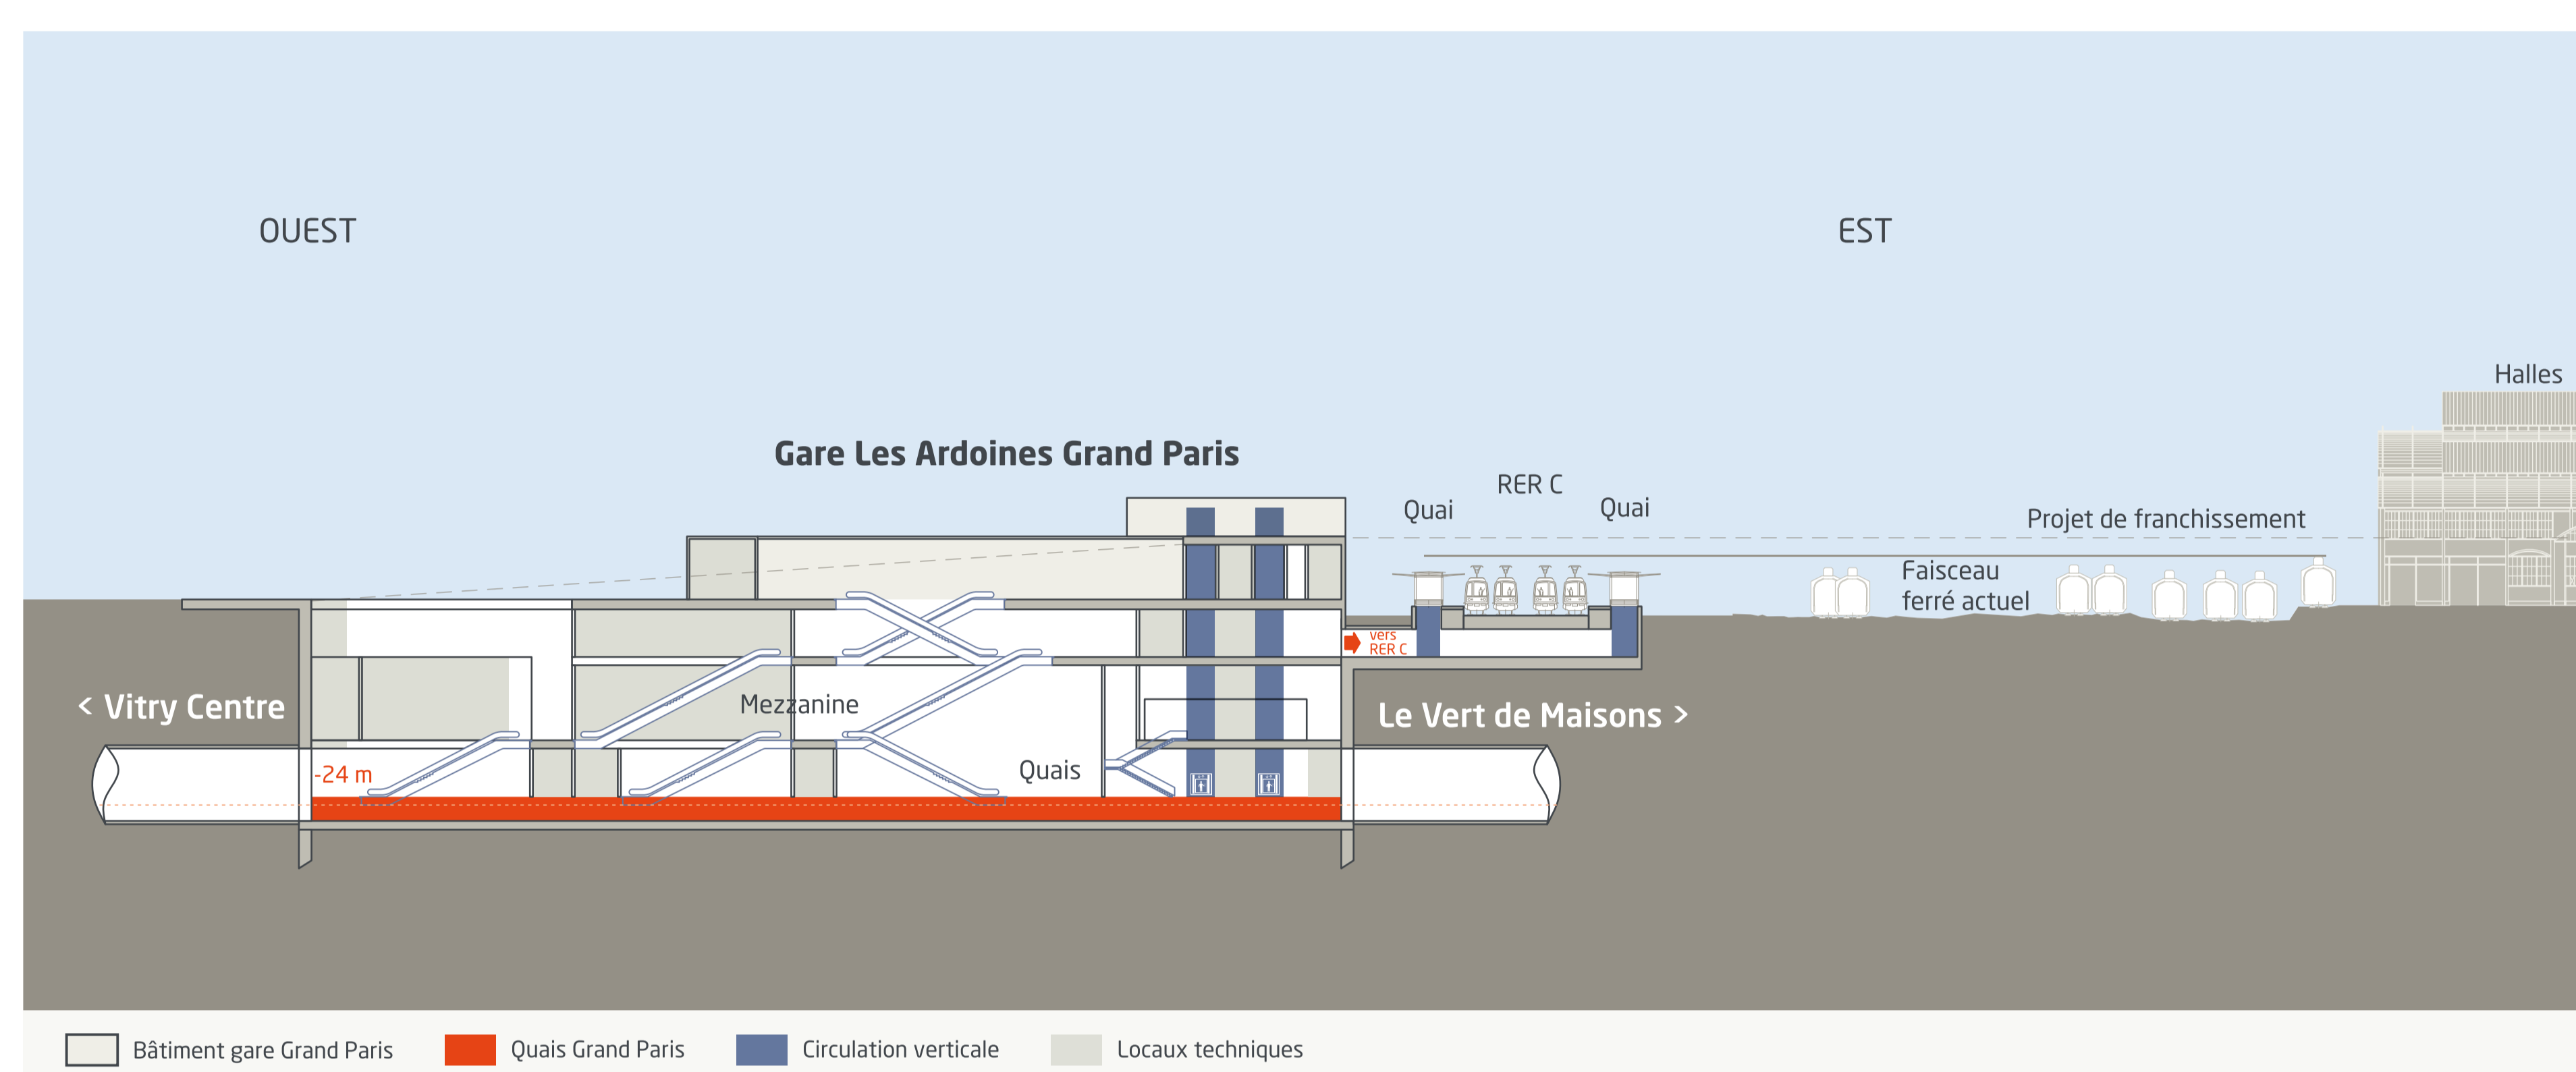 OUEST
EST
Halles
Gare Les Ardoines Grand Paris
RER C
Quai
Quai
Projet de franchissement
Faisceau
ferré actuel
vers
RER C
< Vitry Centre
Mezzanine
Le Vert de Maisons >
-24 m
Quais
Bâtiment gare Grand Paris
Quais Grand Paris
Circulation verticale
Locaux techniques